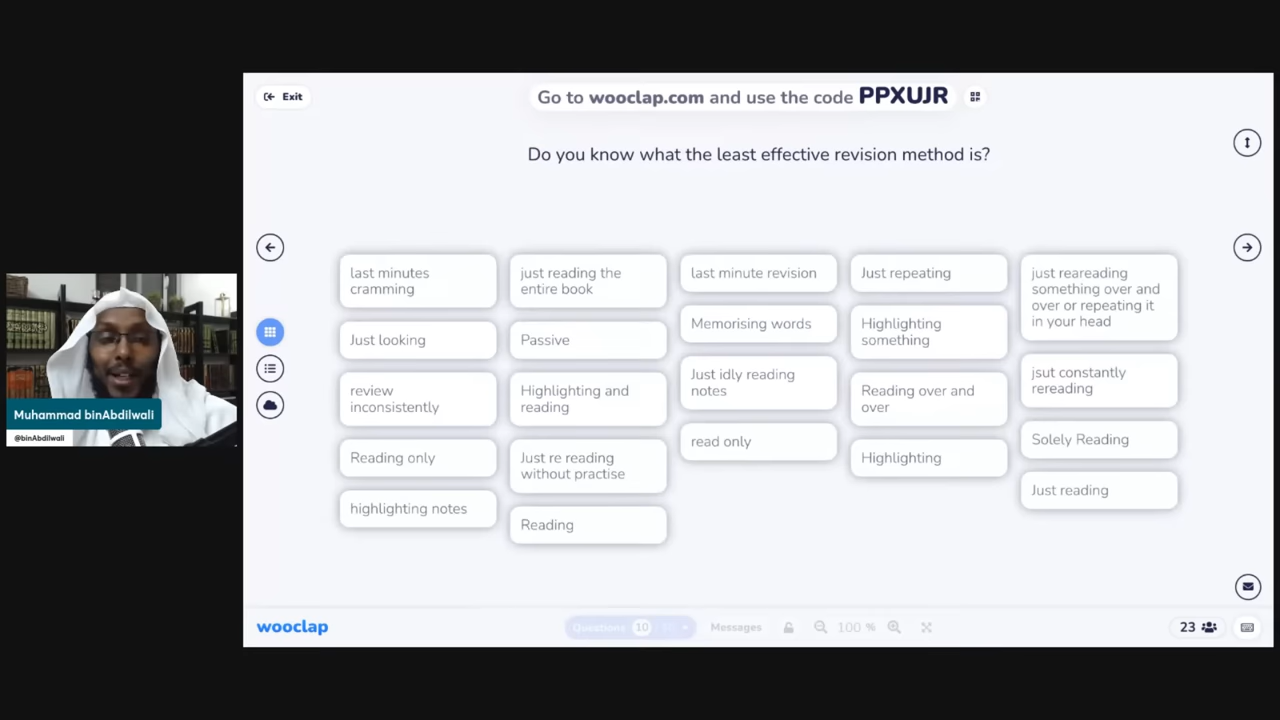 Exit
Go to wooclap.com and use the code PPXUJR
Do you know what the least effective revision method is?
last minutes
cramming
Just looking
review
inconsistently
Reading only
highlighting notes
just reading the
entire book
Passive
Highlighting and
reading
Just re reading
without practise
Reading
last minute revision
Memorising words
Just idly reading
notes
read only
Just repeating
Highlighting
something
Reading over and
over
Highlighting
just reareading
something over and
over or repeating it
in your head
jsut constantly
rereading
Solely Reading
Just reading
Muhammad binAbdilwali
@binAbdilwali
wooclap
Questions 10
Messages
100 %
23